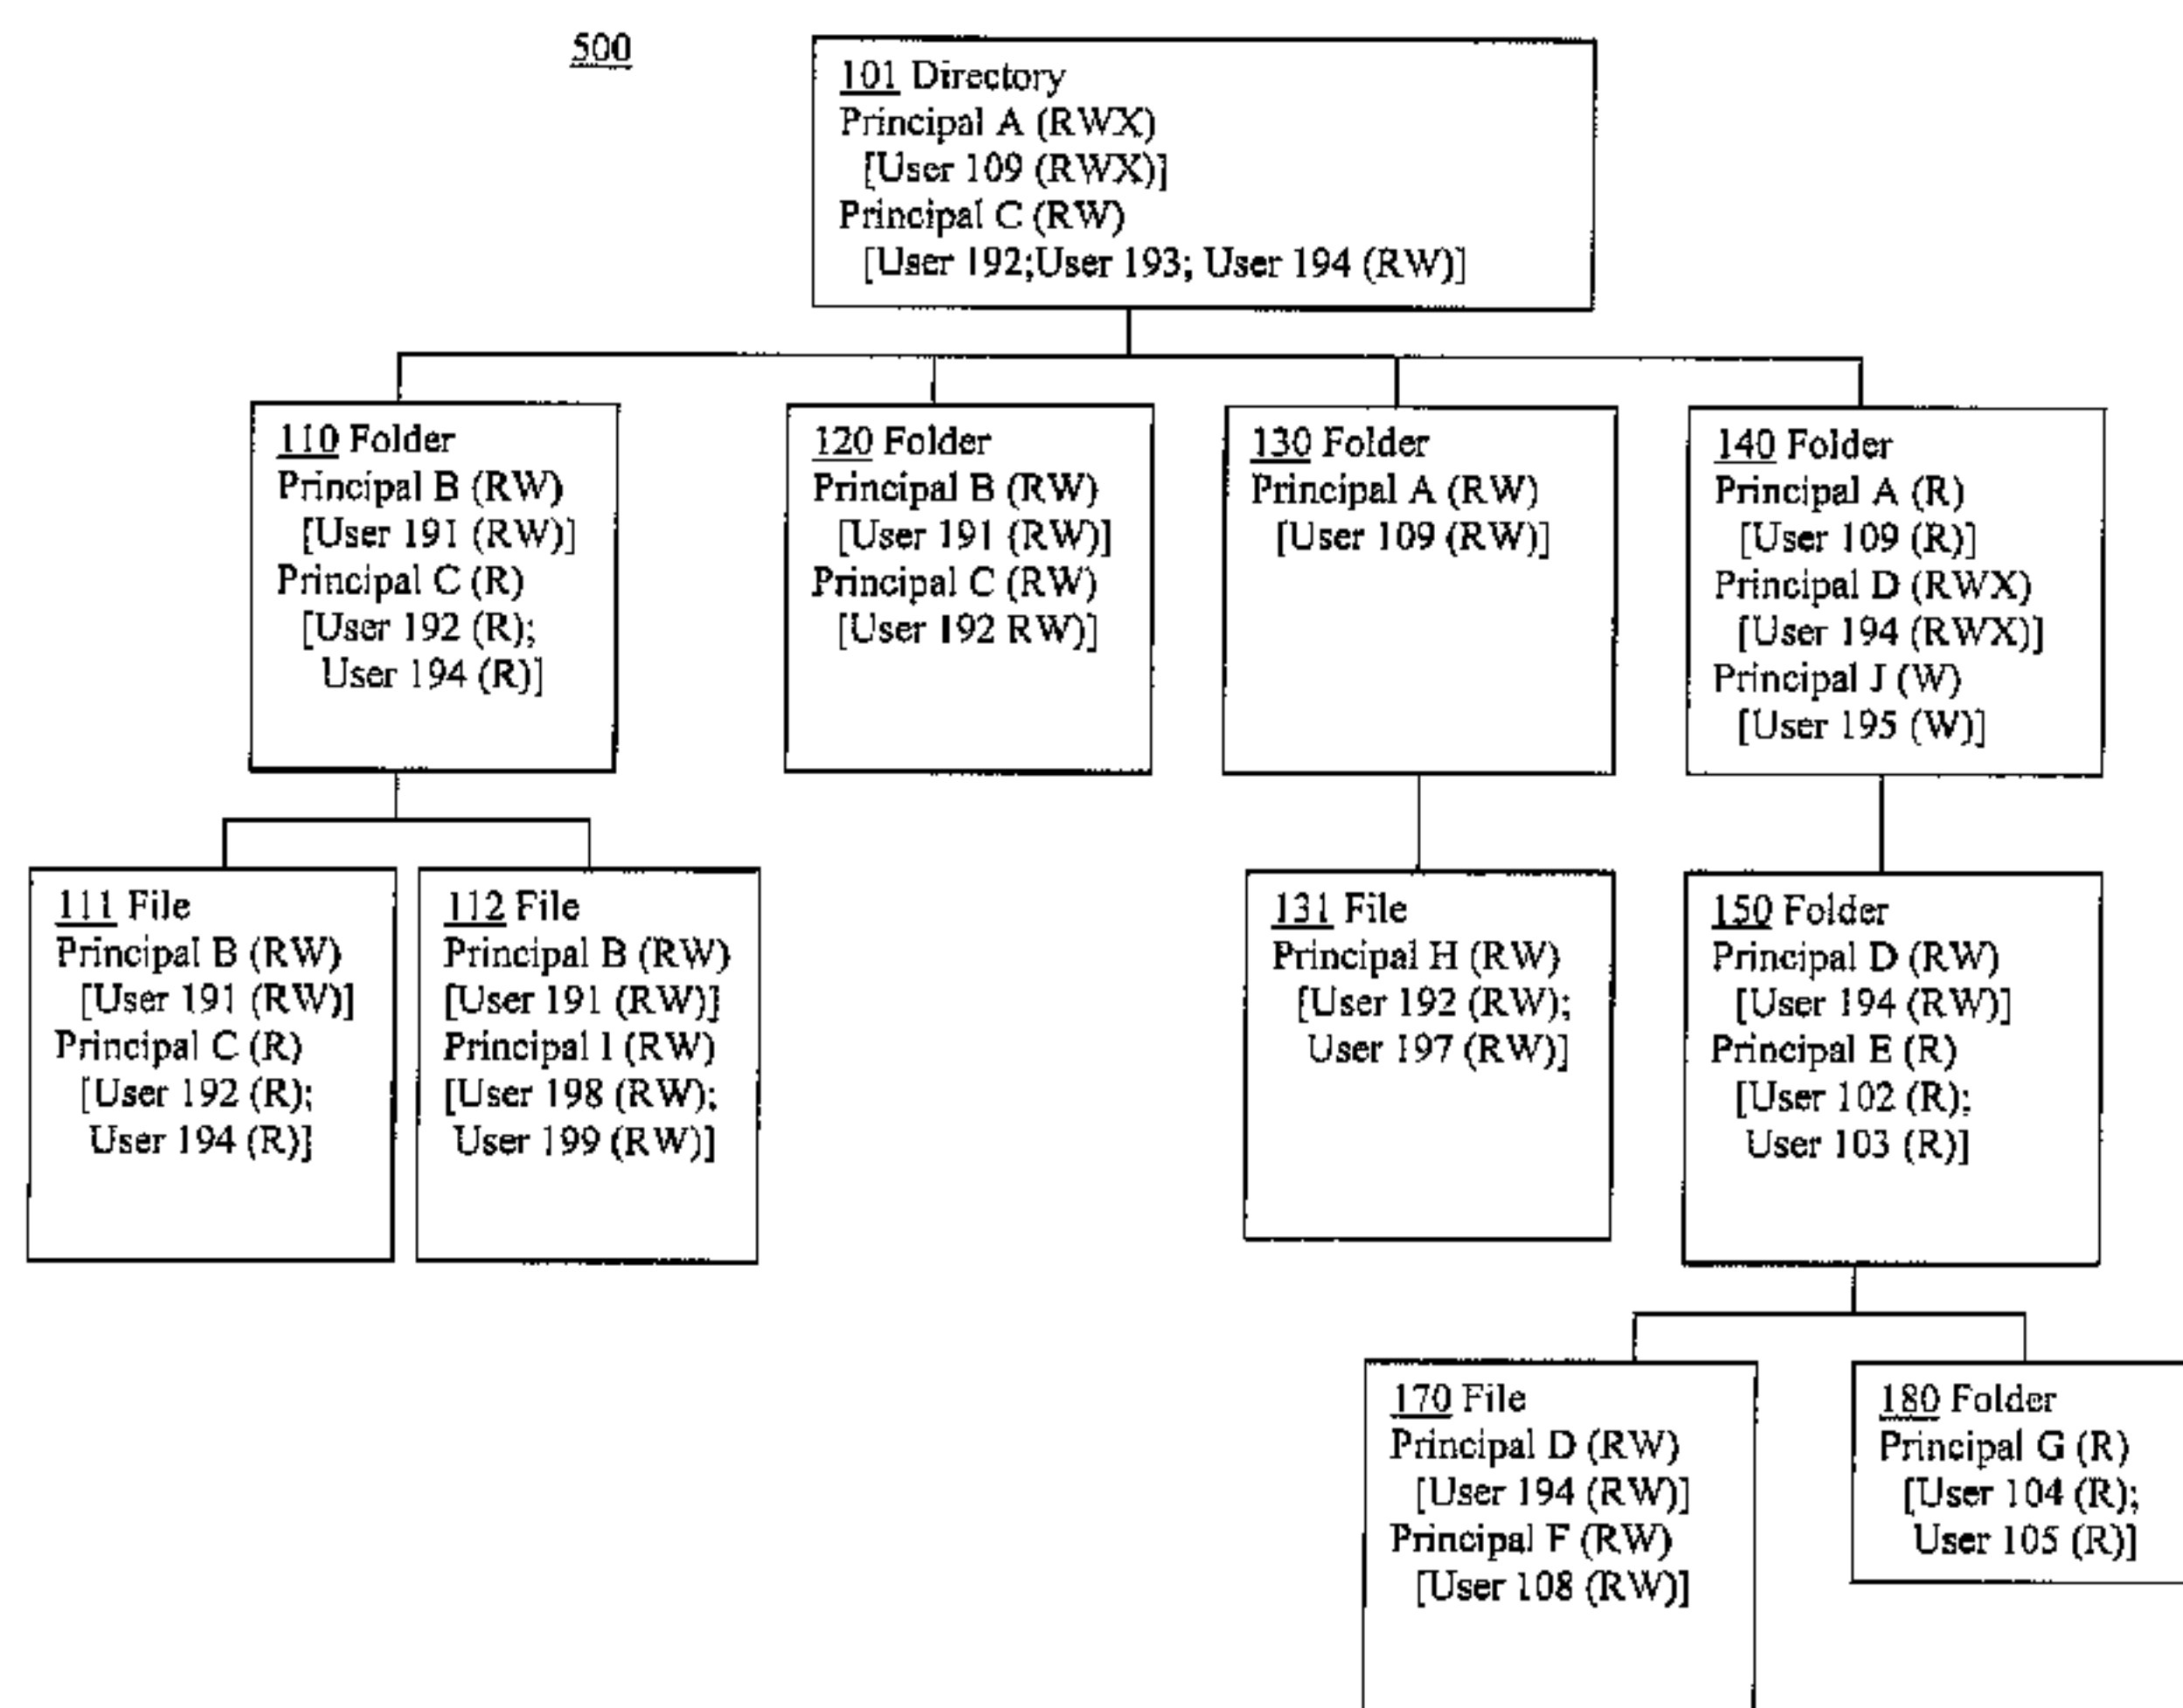 500
101 Directory
Principal A (RWX)
[User 109 (RWX)]
Principal C (RW)
[User 192;User 193; User 194 (RW)]
110 Folder
Principal B (RW)
[User 191 (RW)]
Principal C (R)
[User 192 (R);
User 194 (R)]
120 Folder
Principal B (RW)
[User 191 (RW)]
Principal C (RW)
[User 192 RW)]
130 Folder
Principal A (RW)
[User 109 (RW)]
140 Folder
Principal A (R)
[User 109 (R)]
Principal D (RWX)
[User 194 (RWX)]
Principal J (W)
[User 195 (W)]
111 File
Principal B (RW)
[User 191 (RW)]
Principal C (R)
[User 192 (R);
User 194 (R)]
112 File
Principal B (RW)
[User 191 (RW)]
Principal I (RW)
[User 198 (RW);
User 199 (RW)]
131 File
Principal H (RW)
[User 192 (RW);
User 197 (RW)]
150 Folder
Principal D (RW)
[User 194 (RW)]
Principal E (R)
[User 102 (R);
User 103 (R)]
170 File
Principal D (RW)
[User 194 (RW)]
Principal F (RW)
[User 108 (RW)]
180 Folder
Principal G (R)
[User 104 (R);
User 105 (R)]